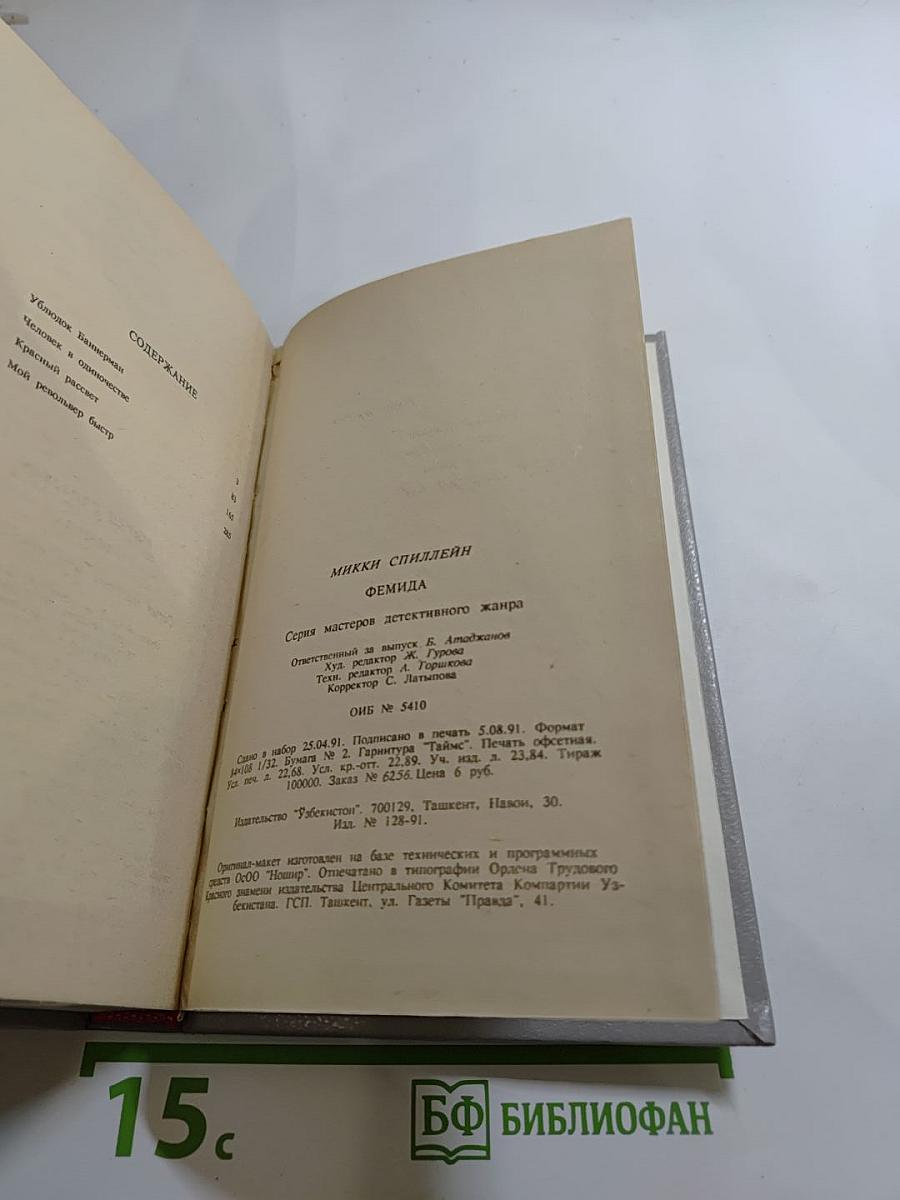 СОДЕРЖАНИЕ
Ублюдок Баннерман 3
Человек в одиночестве 83
Красный рассвет 165
Мой револьвер быстр 285
МИККИ СПИЛЛЕЙН
ФЕМИДА
Серия мастеров детективного жанра
Ответственный за выпуск Б. Атаджанов
Худ. редактор Ж. Гурова
Техн. редактор А. Горшкова
Корректор С. Латыпова
ОИБ № 5410
Сдано в набор 25.04.91. Подписано в печать 5.08.91. Формат
84×108 1/32. Бумага № 2. Гарнитура "Таймс". Печать офсетная.
Усл. печ. л. 22,68. Усл. кр.-отт. 22,89. Уч. изд. л. 23,84. Тираж
100000. Заказ № 6256. Цена 6 руб.
Издательство "Ўзбекистон". 700129, Ташкент, Навои, 30.
Изд. № 128-91.
Оригинал-макет изготовлен на базе технических и программных
средств ОсОО "Ношир". Отпечатано в типографии Ордена Трудового
Красного знамени издательства Центрального Комитета Компартии Уз-
бекистана. ГСП. Ташкент, ул. Газеты "Правда", 41.
15 с
БФ БИБЛИОФАН